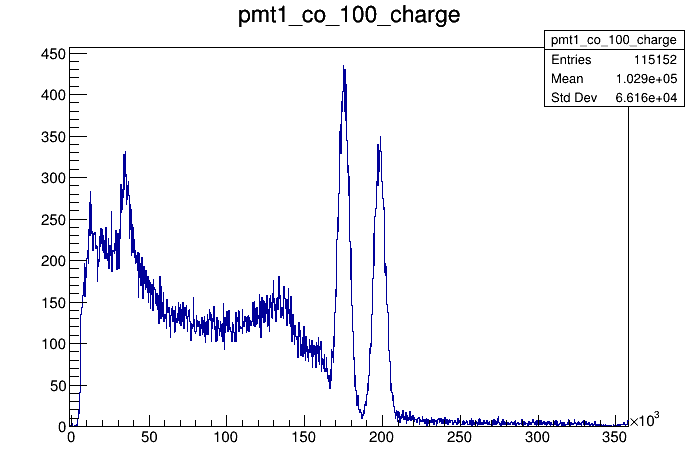 pmt1_co_100_charge
pmt1_co_100_charge
Entries 115152
Mean 1.029e+05
Std Dev 6.616e+04
450
400
350
300
250
200
150
100
50
0
0 50 100 150 200 250 300 350
×10³